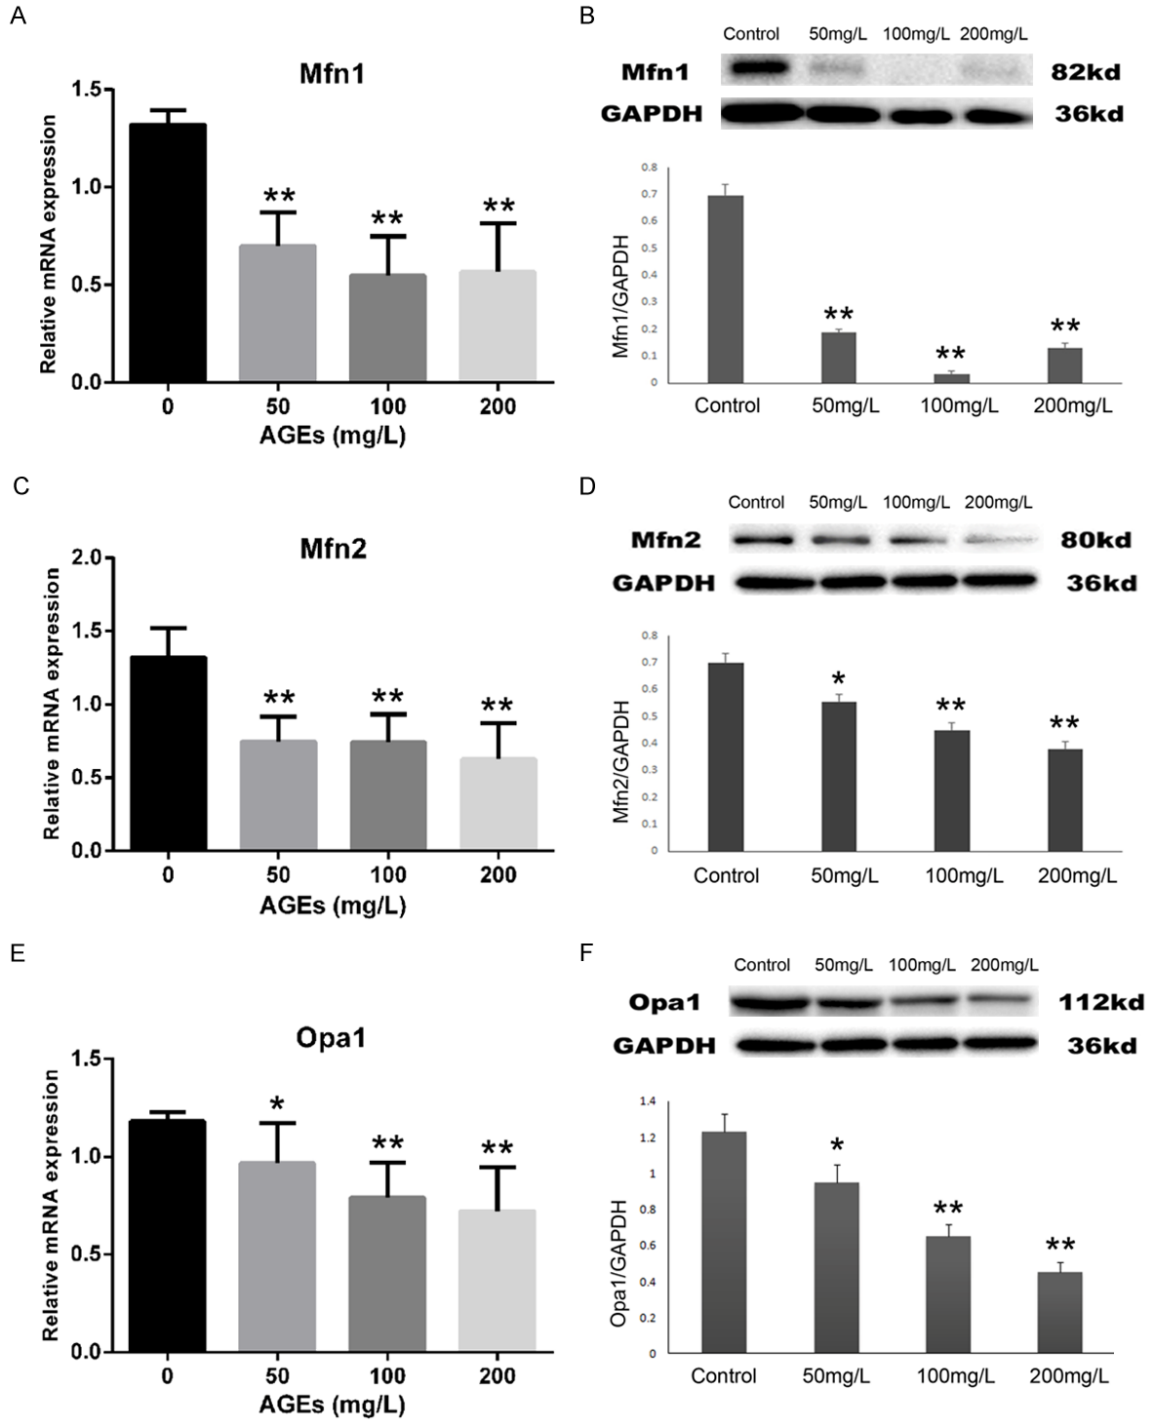 A
Mfn1
1.5
1.0
0.5
0.0
Relative mRNA expression
**
**
**
0 50 100 200
AGEs (mg/L)
B
Control 50mg/L 100mg/L 200mg/L
Mfn1 82kd
GAPDH 36kd
0.8
0.7
0.6
0.5
0.4
0.3
0.2
0.1
0
Mfn1/GAPDH
**
**
**
Control 50mg/L 100mg/L 200mg/L
C
Mfn2
2.0
1.5
1.0
0.5
0.0
Relative mRNA expression
**
**
**
0 50 100 200
AGEs (mg/L)
D
Control 50mg/L 100mg/L 200mg/L
Mfn2 80kd
GAPDH 36kd
0.8
0.7
0.6
0.5
0.4
0.3
0.2
0.1
0
Mfn2/GAPDH
*
**
**
Control 50mg/L 100mg/L 200mg/L
E
Opa1
1.5
1.0
0.5
0.0
Relative mRNA expression
*
**
**
0 50 100 200
AGEs (mg/L)
F
Control 50mg/L 100mg/L 200mg/L
Opa1 112kd
GAPDH 36kd
1.4
1.2
1
0.8
0.6
0.4
0.2
0
Opa1/GAPDH
*
**
**
Control 50mg/L 100mg/L 200mg/L